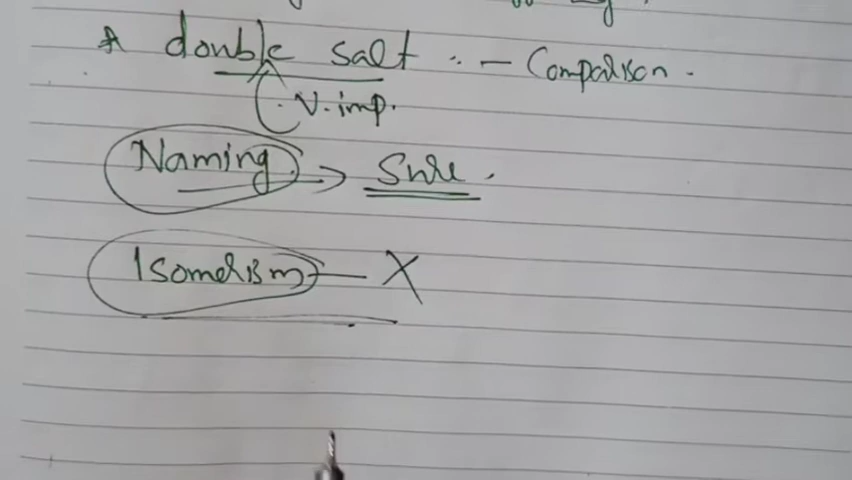 * double salt :- Comparison.
(V. imp.
Naming → Sure.
Isomerism — X